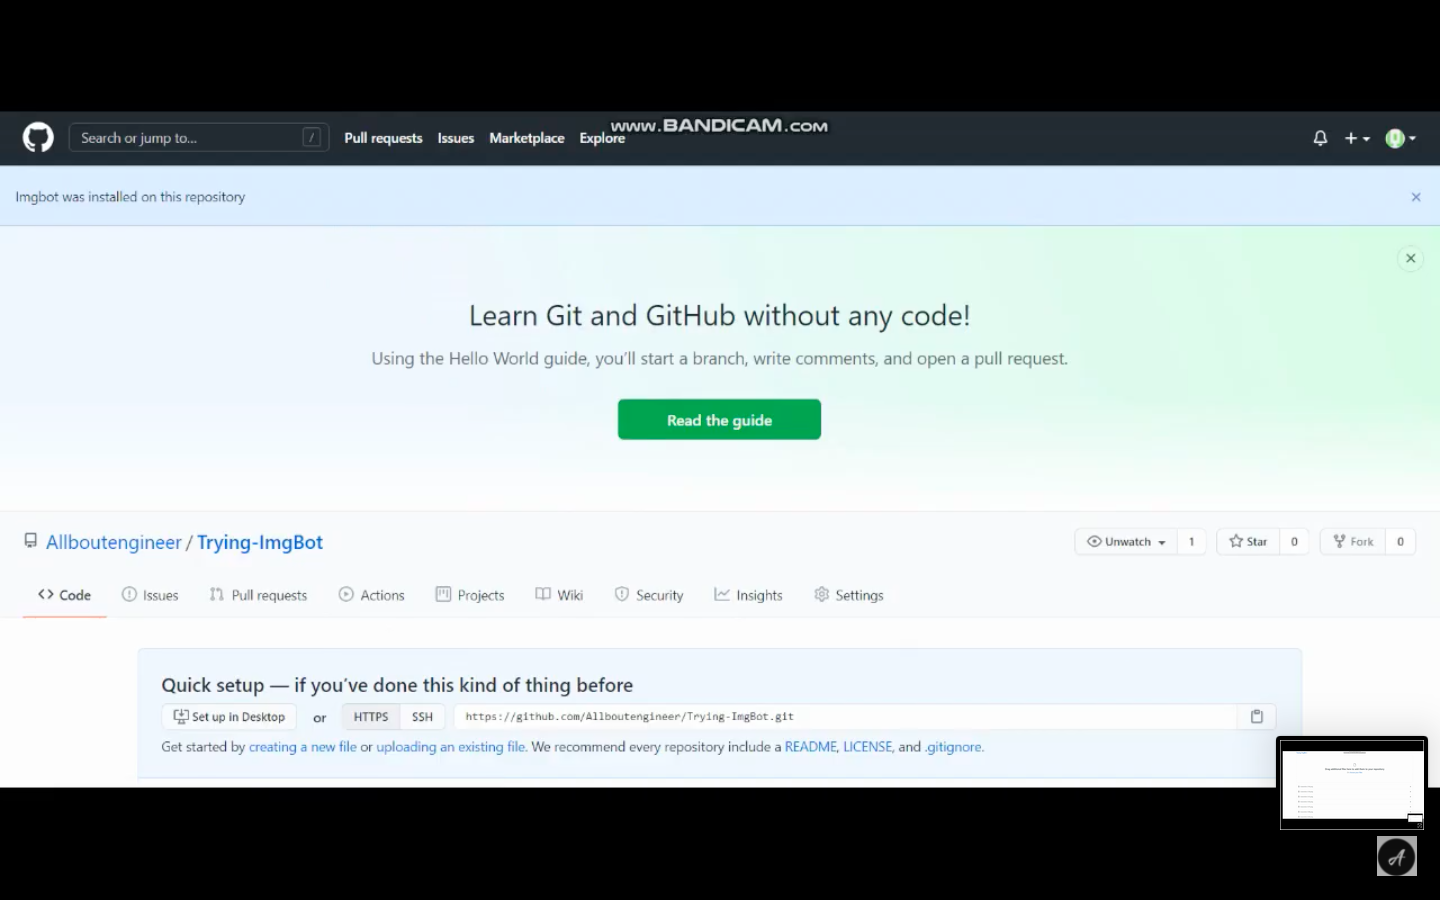 www.BANDICAM.com
Search or jump to... /
Pull requests Issues Marketplace Explore
Imgbot was installed on this repository
Learn Git and GitHub without any code!
Using the Hello World guide, you'll start a branch, write comments, and open a pull request.
Read the guide
Allboutengineer / Trying-ImgBot
Unwatch 1 Star 0 Fork 0
Code Issues Pull requests Actions Projects Wiki Security Insights Settings
Quick setup — if you've done this kind of thing before
Set up in Desktop or HTTPS SSH https://github.com/Allboutengineer/Trying-ImgBot.git
Get started by creating a new file or uploading an existing file. We recommend every repository include a README, LICENSE, and .gitignore.
A